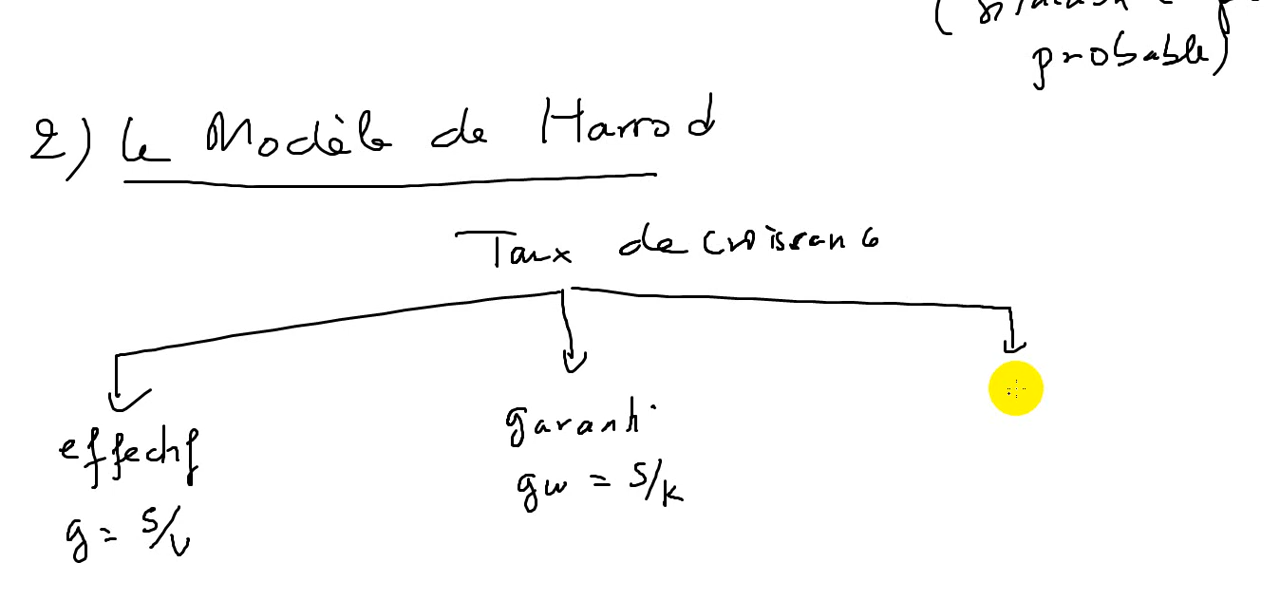 probable)
2) Le Modèle de Harrod
Taux de croissance
effectif
g = s/v
garanti
gw = s/k